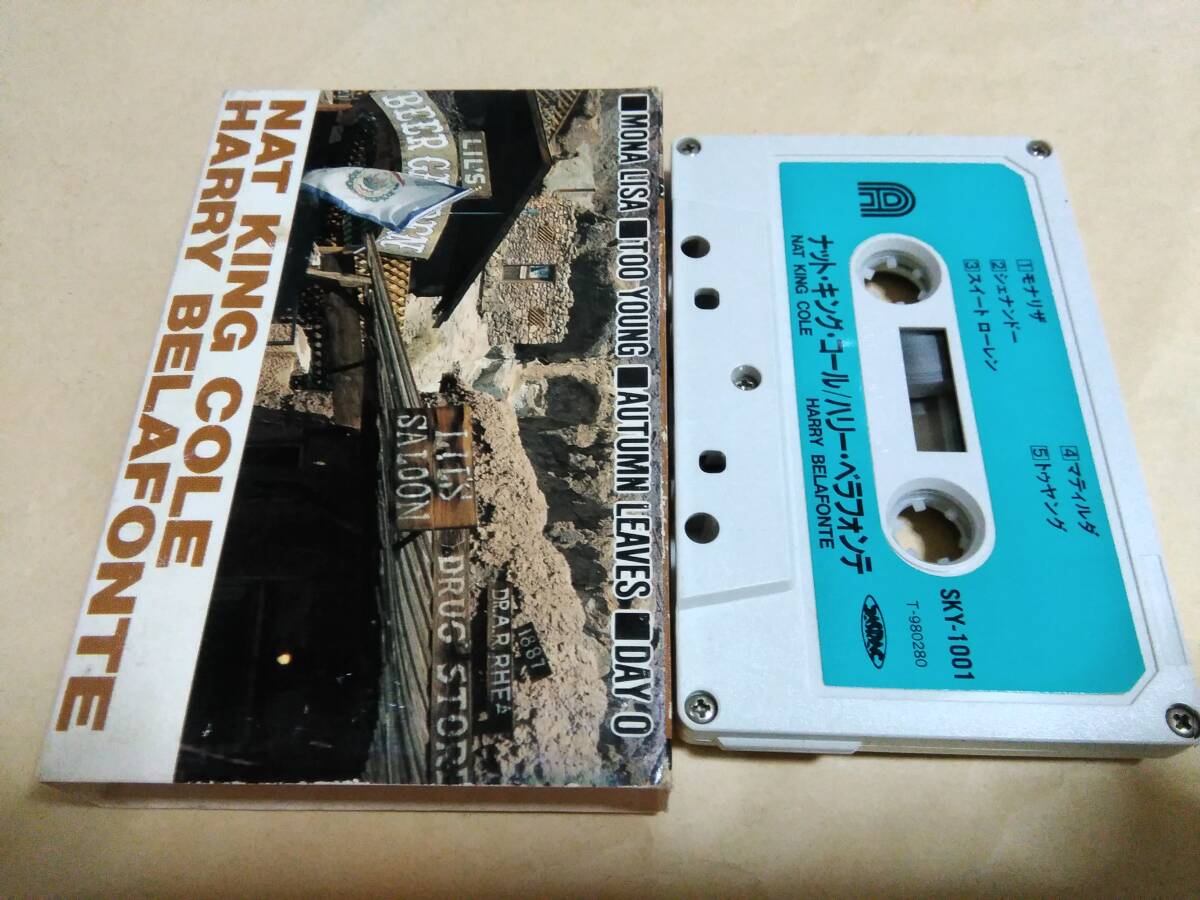 NAT KING COLE
HARRY BELAFONTE
■MONA LISA ■TOO YOUNG ■AUTUMN LEAVES ■DAY O
LIL'S
BEER GARDEN
LIL'S
SALOON
DRUG STORE
DR. A.R. RHEA
1887
A
1 モナリザ
2 シェナンドー
3 スイート ローレン
4 マティルダ
5 トゥヤング
ナット・キング・コール/ハリー・ベラフォンテ
NAT KING COLE
HARRY BELAFONTE
SKY-1001
T-980280